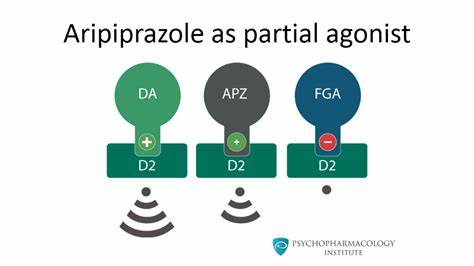 Aripiprazole as partial agonist
DA APZ FGA
+ + −
D2 D2 D2
PSYCHOPHARMACOLOGY
INSTITUTE